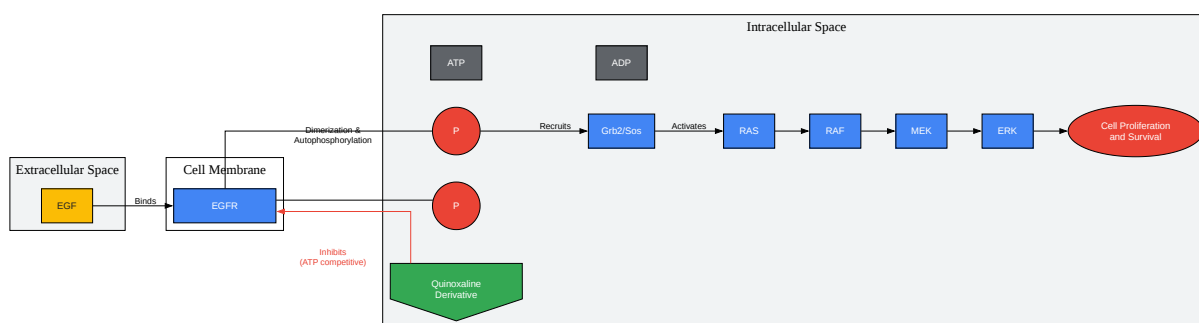 Intracellular Space
ATP
ADP
Dimerization &
Autophosphorylation
P
Recruits
Grb2/Sos
Activates
RAS
RAF
MEK
ERK
Cell Proliferation
and Survival
Extracellular Space
EGF
Binds
Cell Membrane
EGFR
P
Inhibits
(ATP competitive)
Quinoxaline
Derivative